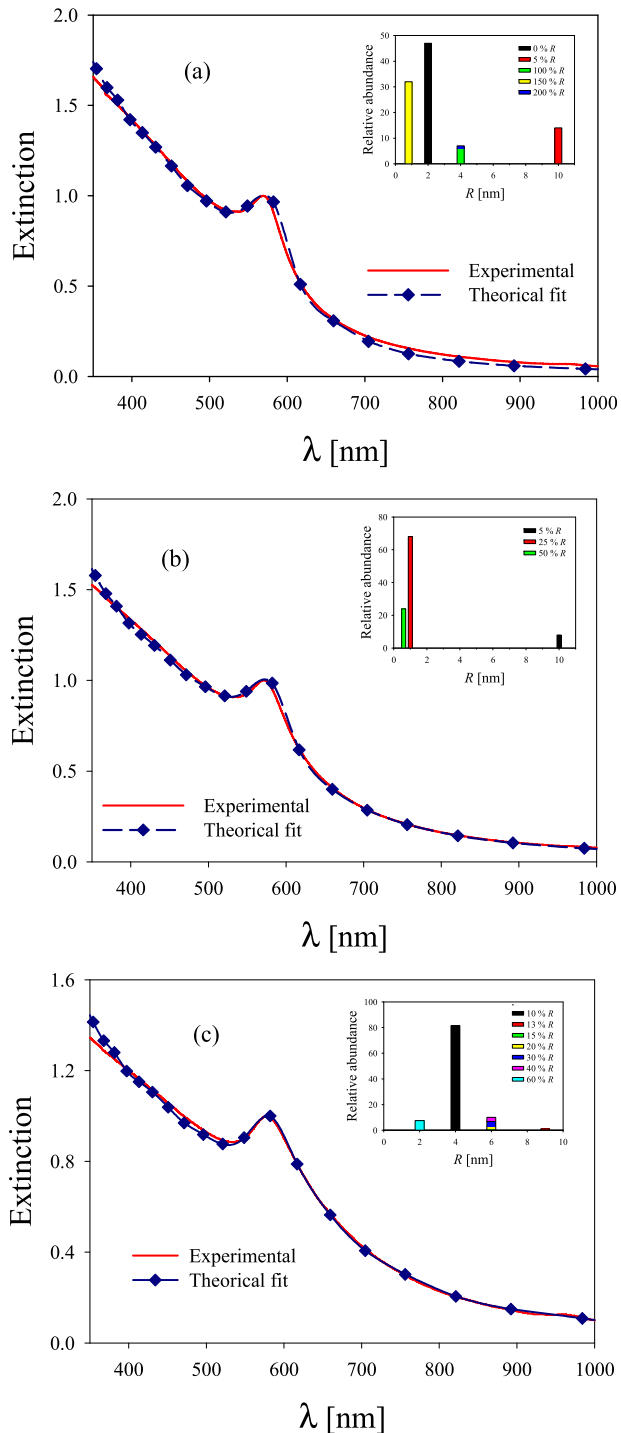 2.0
1.5
1.0
0.5
0.0
Extinction
(a)
400 500 600 700 800 900 1000
λ [nm]
Experimental
Theorical fit
50
40
30
20
10
0
Relative abundance
0 2 4 6 8 10
R [nm]
0 % R
5 % R
100 % R
150 % R
200 % R
2.0
1.5
1.0
0.5
0.0
Extinction
(b)
400 500 600 700 800 900 1000
λ [nm]
Experimental
Theorical fit
80
60
40
20
0
Relative abundance
0 2 4 6 8 10
R [nm]
5 % R
25 % R
50 % R
1.6
1.2
0.8
0.4
0.0
Extinction
(c)
400 500 600 700 800 900 1000
λ [nm]
Experimental
Theorical fit
100
80
60
40
20
0
Relative abundance
0 2 4 6 8 10
R [nm]
10 % R
13 % R
15 % R
20 % R
30 % R
40 % R
60 % R